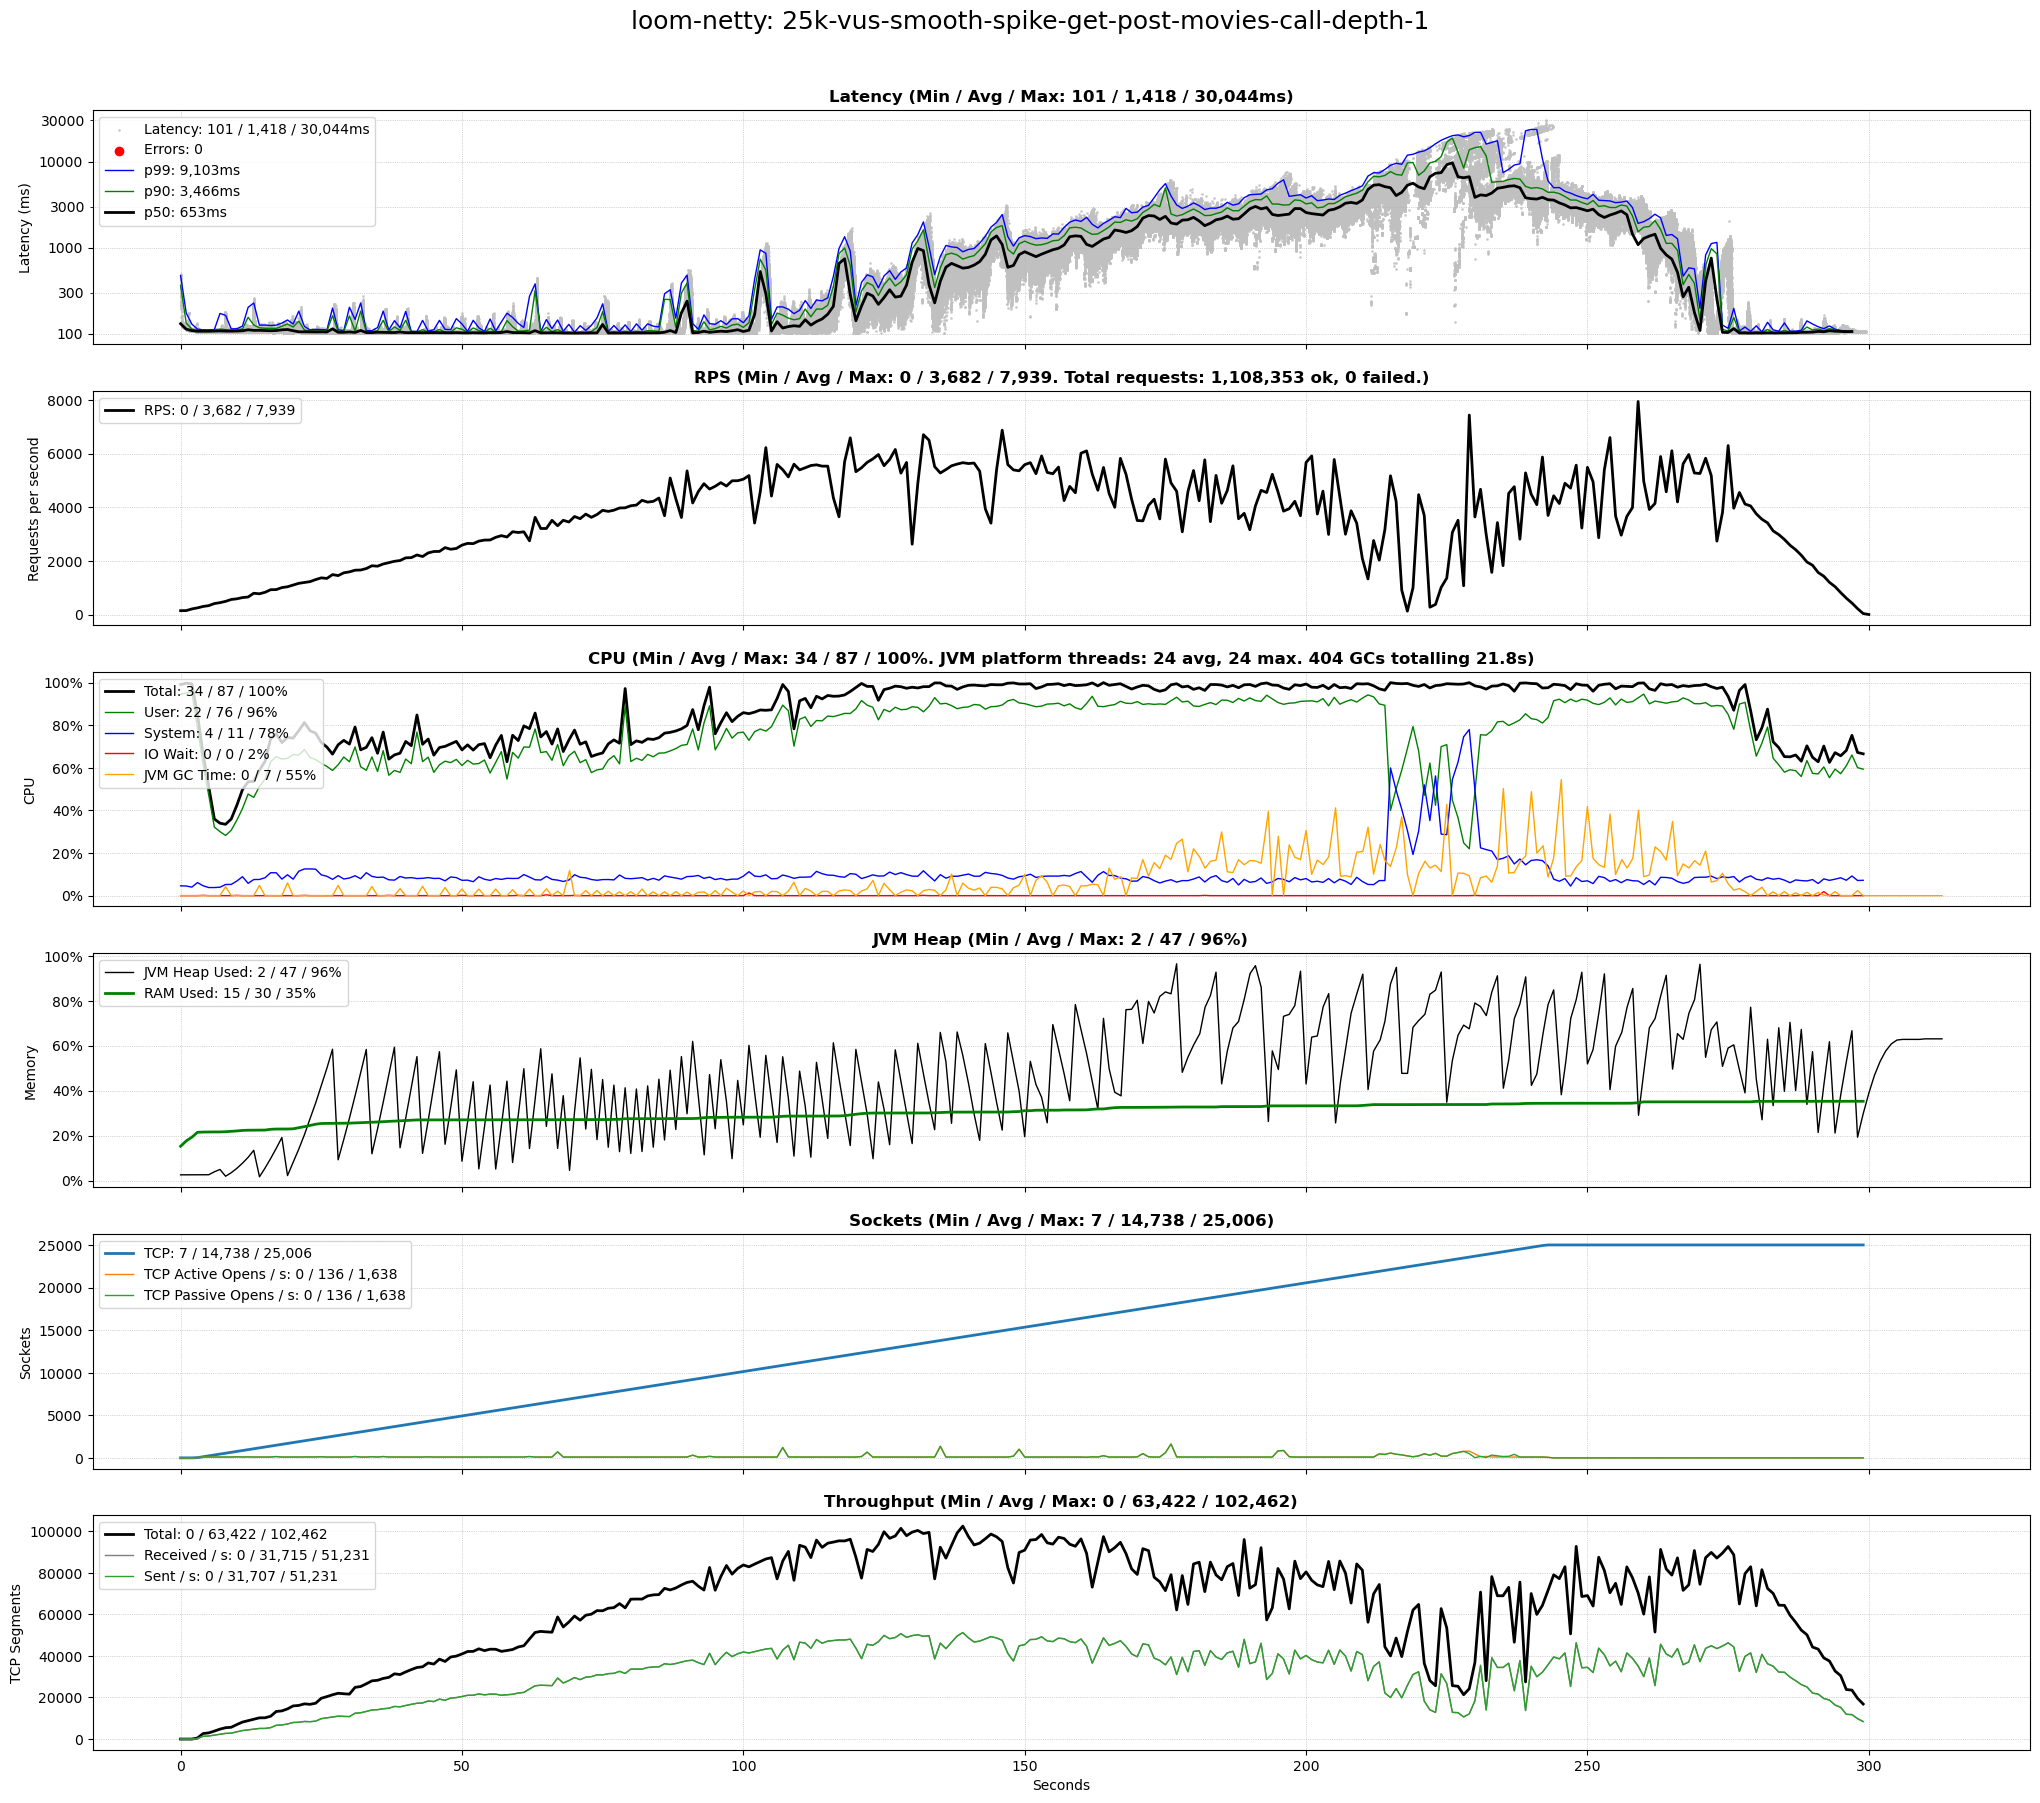 loom-netty: 25k-vus-smooth-spike-get-post-movies-call-depth-1
Latency (Min / Avg / Max: 101 / 1,418 / 30,044ms)
Latency: 101 / 1,418 / 30,044ms
Errors: 0
p99: 9,103ms
p90: 3,466ms
p50: 653ms
30000
10000
3000
1000
300
100
Latency (ms)
RPS (Min / Avg / Max: 0 / 3,682 / 7,939. Total requests: 1,108,353 ok, 0 failed.)
RPS: 0 / 3,682 / 7,939
8000
6000
4000
2000
0
Requests per second
CPU (Min / Avg / Max: 34 / 87 / 100%. JVM platform threads: 24 avg, 24 max. 404 GCs totalling 21.8s)
Total: 34 / 87 / 100%
User: 22 / 76 / 96%
System: 4 / 11 / 78%
IO Wait: 0 / 0 / 2%
JVM GC Time: 0 / 7 / 55%
100%
80%
60%
40%
20%
0%
CPU
JVM Heap (Min / Avg / Max: 2 / 47 / 96%)
JVM Heap Used: 2 / 47 / 96%
RAM Used: 15 / 30 / 35%
100%
80%
60%
40%
20%
0%
Memory
Sockets (Min / Avg / Max: 7 / 14,738 / 25,006)
TCP: 7 / 14,738 / 25,006
TCP Active Opens / s: 0 / 136 / 1,638
TCP Passive Opens / s: 0 / 136 / 1,638
25000
20000
15000
10000
5000
0
Sockets
Throughput (Min / Avg / Max: 0 / 63,422 / 102,462)
Total: 0 / 63,422 / 102,462
Received / s: 0 / 31,715 / 51,231
Sent / s: 0 / 31,707 / 51,231
100000
80000
60000
40000
20000
0
TCP Segments
0 50 100 150 200 250 300
Seconds